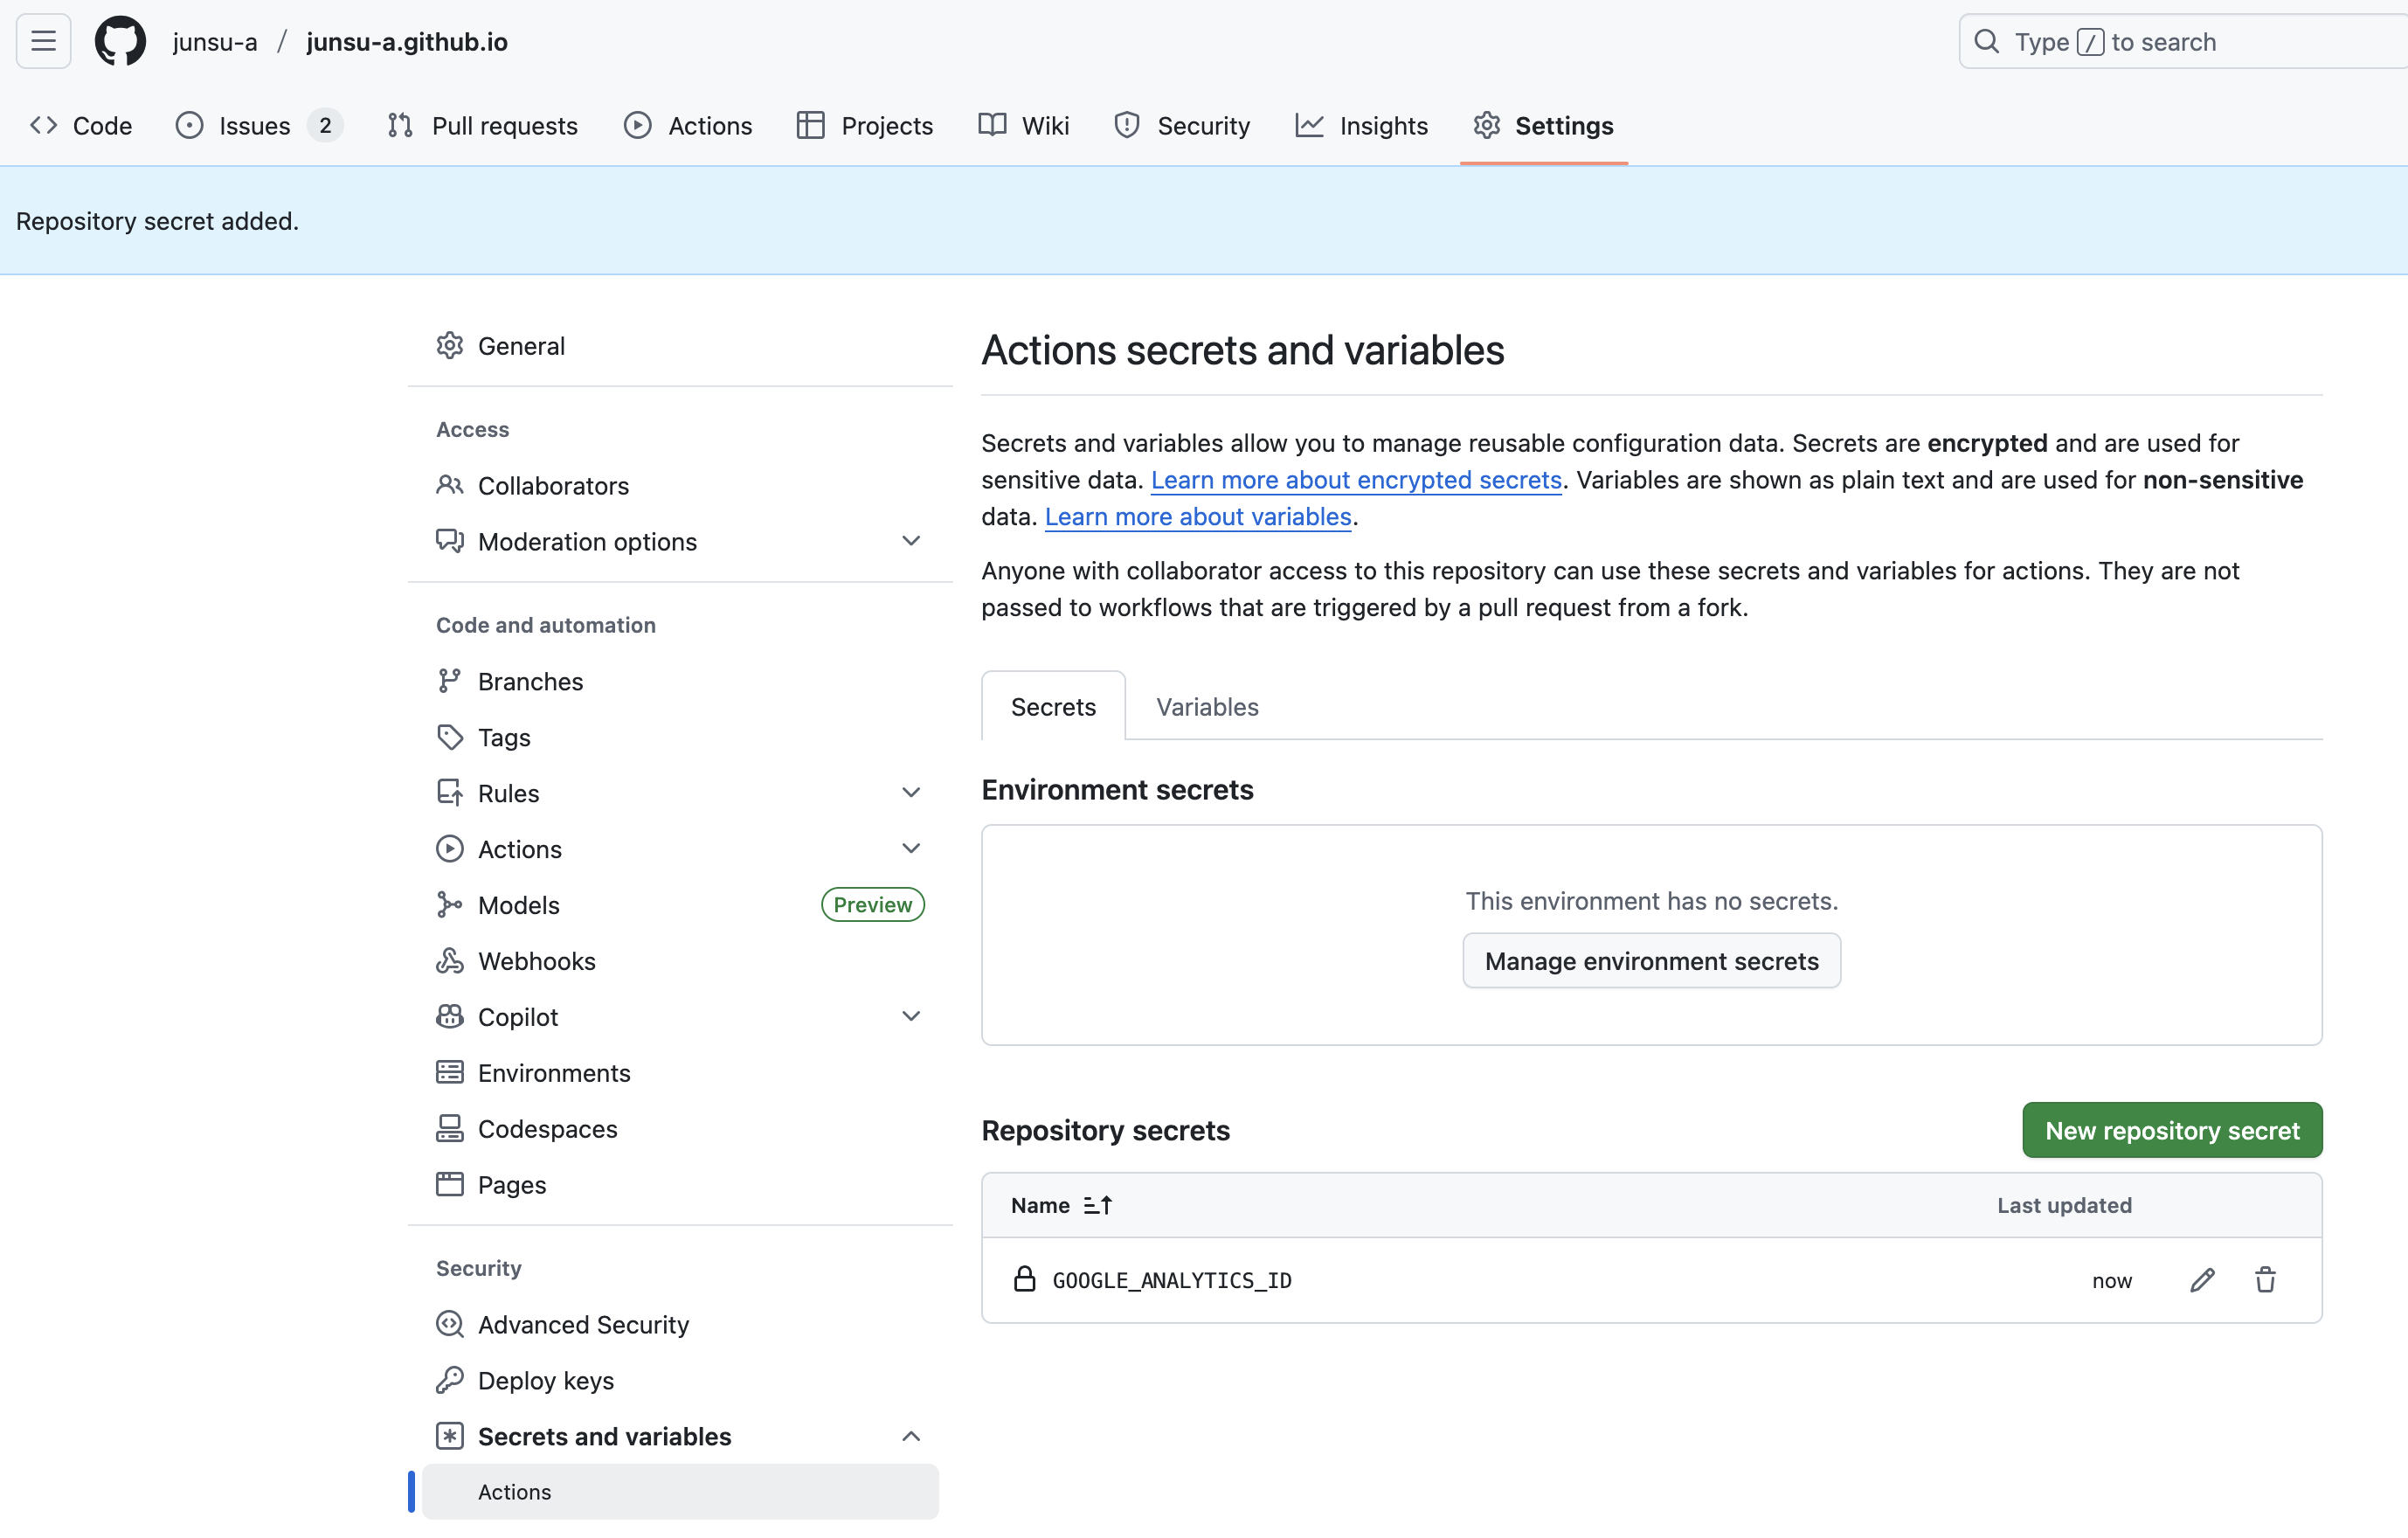 junsu-a / junsu-a.github.io
Type / to search
Code
Issues 2
Pull requests
Actions
Projects
Wiki
Security
Insights
Settings
Repository secret added.
General
Access
Collaborators
Moderation options
Code and automation
Branches
Tags
Rules
Actions
Models Preview
Webhooks
Copilot
Environments
Codespaces
Pages
Security
Advanced Security
Deploy keys
Secrets and variables
Actions
Actions secrets and variables
Secrets and variables allow you to manage reusable configuration data. Secrets are encrypted and are used for
sensitive data. Learn more about encrypted secrets. Variables are shown as plain text and are used for non-sensitive
data. Learn more about variables.
Anyone with collaborator access to this repository can use these secrets and variables for actions. They are not
passed to workflows that are triggered by a pull request from a fork.
Secrets
Variables
Environment secrets
This environment has no secrets.
Manage environment secrets
Repository secrets
New repository secret
Name
Last updated
GOOGLE_ANALYTICS_ID
now